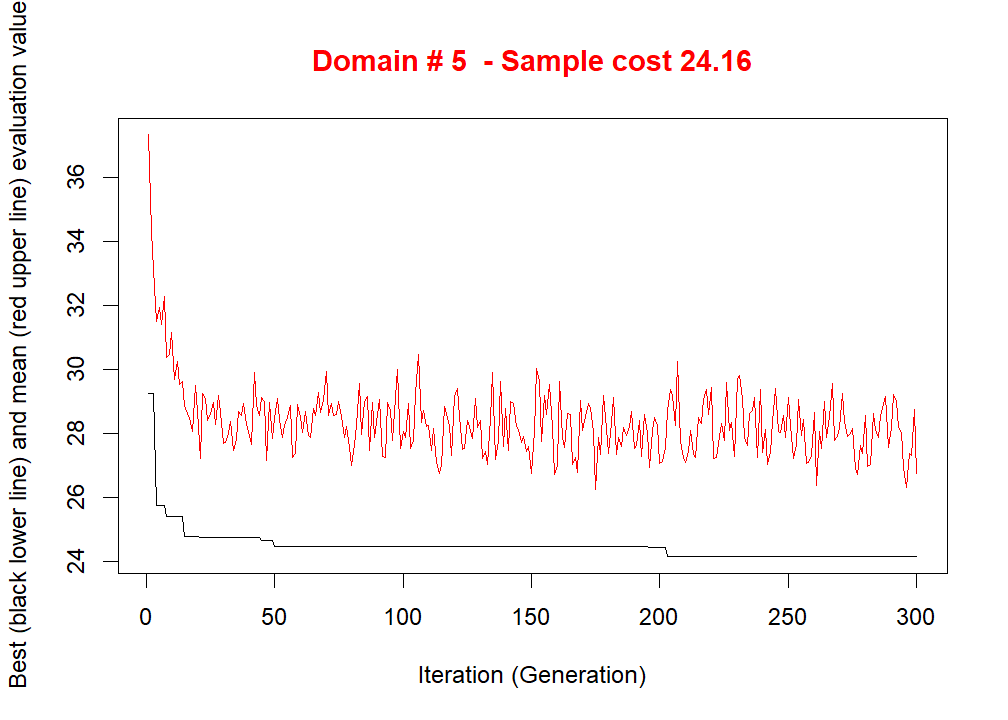 Domain # 5  - Sample cost 24.16
Best (black lower line) and mean (red upper line) evaluation value
36
34
32
30
28
26
24
0 50 100 150 200 250 300
Iteration (Generation)